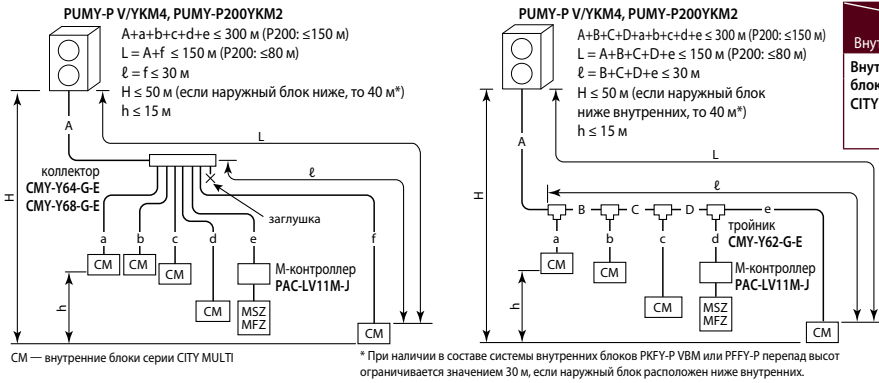 PUMY-P V/YKM4, PUMY-P200YKM2
A+a+b+c+d+e ≤ 300 м (P200: ≤150 м)
L = A+f ≤ 150 м (P200: ≤80 м)
ℓ = f ≤ 30 м
H ≤ 50 м (если наружный блок ниже, то 40 м*)
h ≤ 15 м
A
H
L
ℓ
коллектор
CMY-Y64-G-E
CMY-Y68-G-E
заглушка
a
b
c
d
e
f
CM
CM
CM
CM
М-контроллер
PAC-LV11M-J
MSZ
MFZ
CM
h
CM — внутренние блоки серии CITY MULTI
PUMY-P V/YKM4, PUMY-P200YKM2
A+B+C+D+a+b+c+d+e ≤ 300 м (P200: ≤150 м)
L = A+B+C+D+e ≤ 150 м (P200: ≤80 м)
ℓ = B+C+D+e ≤ 30 м
H ≤ 50 м (если наружный блок
ниже внутренних, то 40 м*)
h ≤ 15 м
A
H
L
ℓ
B
C
D
e
тройник
CMY-Y62-G-E
a
b
c
d
CM
CM
CM
М-контроллер
PAC-LV11M-J
MSZ
MFZ
CM
h
* При наличии в составе системы внутренних блоков PKFY-P VBM или PFFY-P перепад высот
ограничивается значением 30 м, если наружный блок расположен ниже внутренних.
Внут
Внут
блок
CITY